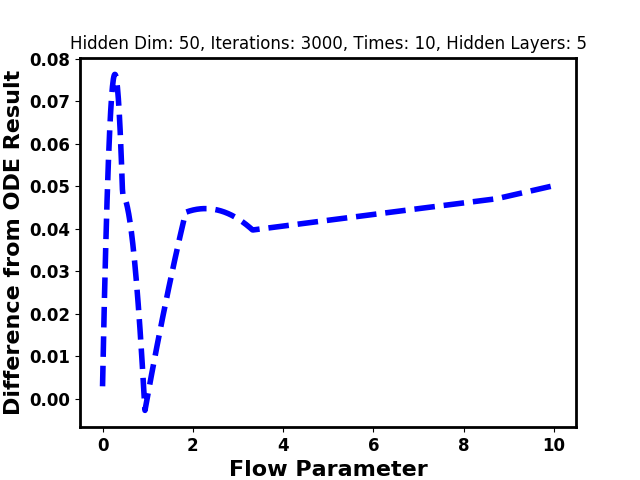 Hidden Dim: 50, Iterations: 3000, Times: 10, Hidden Layers: 5
Difference from ODE Result
0.08
0.07
0.06
0.05
0.04
0.03
0.02
0.01
0.00
0 2 4 6 8 10
Flow Parameter